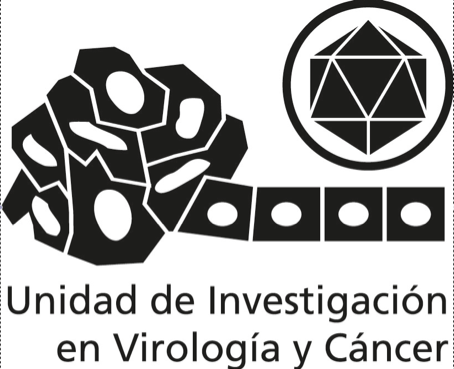 Unidad de Investigación
en Virología y Cáncer